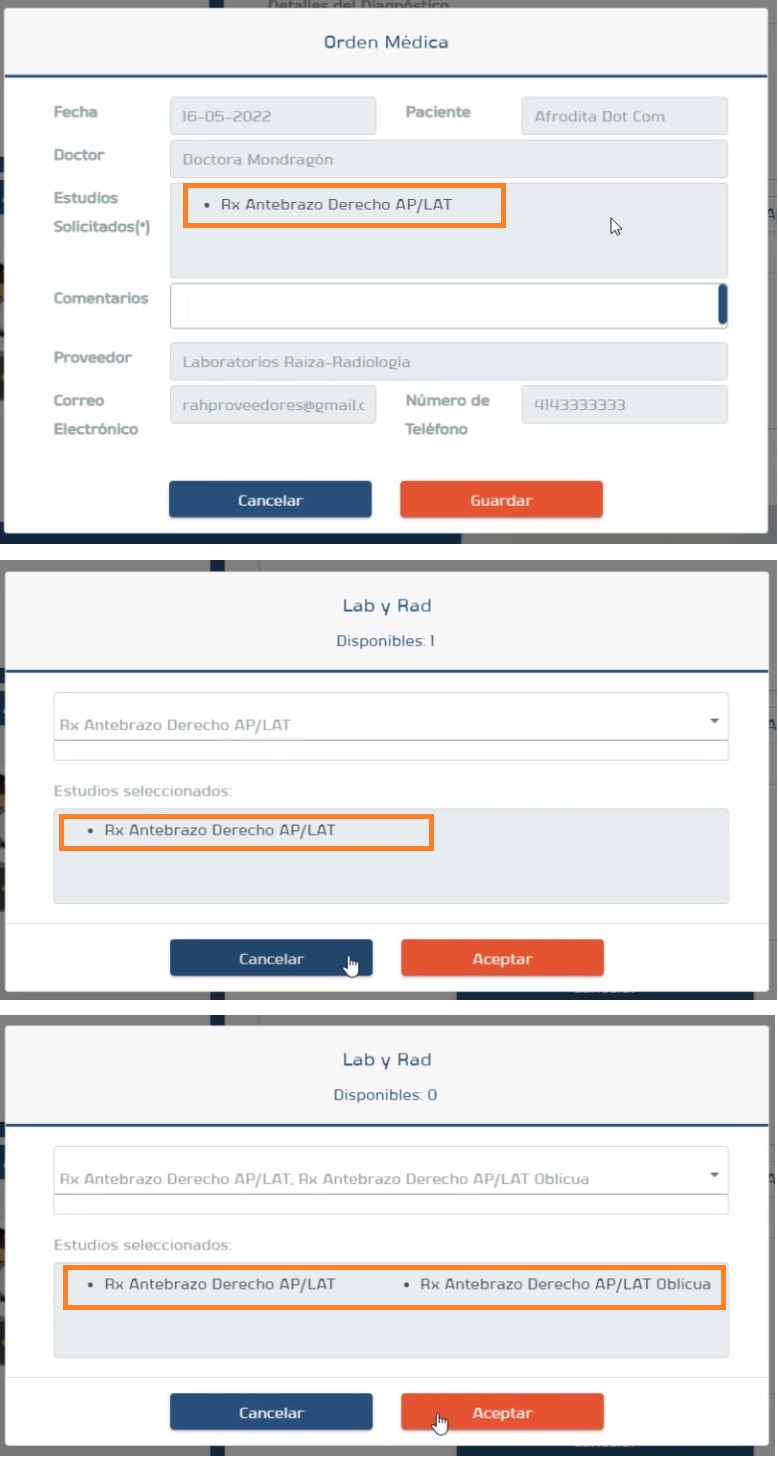 Detalles del Diagnóstico
Orden Médica
Fecha 16-05-2022 Paciente Afrodita Dot Com
Doctor Doctora Mondragón
Estudios Solicitados(*) • Rx Antebrazo Derecho AP/LAT
Comentarios
Proveedor Laboratorios Raiza-Radiología
Correo Electrónico rahproveedores@gmail.c Número de Teléfono 4143333333
Cancelar Guardar
Lab y Rad
Disponibles: 1
Rx Antebrazo Derecho AP/LAT
Estudios seleccionados:
• Rx Antebrazo Derecho AP/LAT
Cancelar Aceptar
Lab y Rad
Disponibles: 0
Rx Antebrazo Derecho AP/LAT, Rx Antebrazo Derecho AP/LAT Oblicua
Estudios seleccionados:
• Rx Antebrazo Derecho AP/LAT • Rx Antebrazo Derecho AP/LAT Oblicua
Cancelar Aceptar